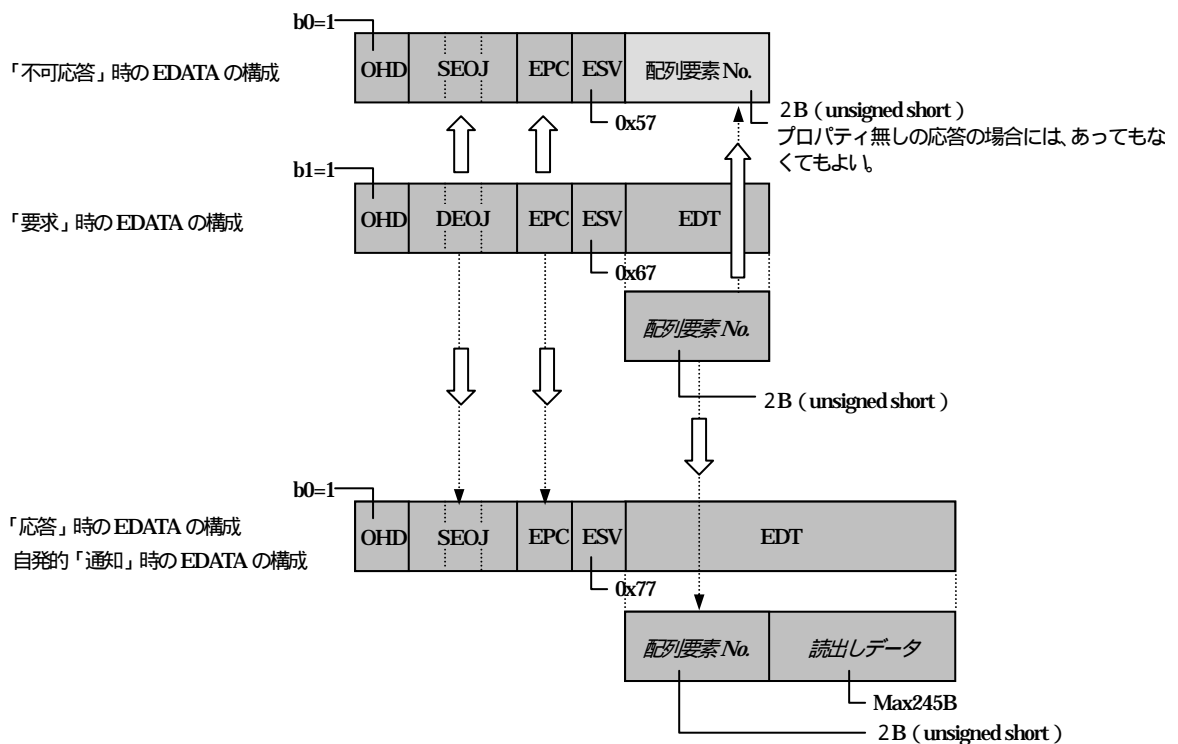 b0=1
「不可応答」時の EDATA の構成
OHD SEOJ EPC ESV 配列要素 No.
0x57
2B ( unsigned short )
プロパティ無しの応答の場合には、あってもな
くてもよい。
b1=1
「要求」時の EDATA の構成
OHD DEOJ EPC ESV EDT
0x67
配列要素 No.
2B ( unsigned short )
b0=1
「応答」時の EDATA の構成
自発的「通知」時の EDATA の構成
OHD SEOJ EPC ESV EDT
0x77
配列要素 No. 読出しデータ
Max245B
2B ( unsigned short )